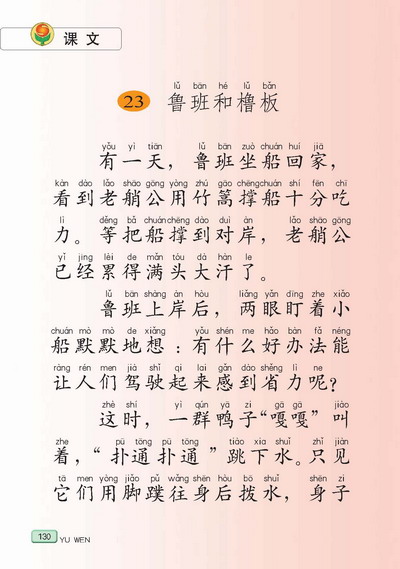 课文
lǔ bān hé lǔ bǎn
23 鲁班和橹板
yǒu yì tiān lǔ bān zuò chuán huí jiā
有一天，鲁班坐船回家，
kàn dào lǎo shāo gōng yòng zhú gāo chēng chuán shí fēn chī
看到老艄公用竹篙撑船十分吃
lì děng bǎ chuán chēng dào duì àn lǎo shāo gōng
力。等把船撑到对岸，老艄公
yǐ jīng lèi de mǎn tóu dà hàn le
已经累得满头大汗了。
lǔ bān shàng àn hòu liǎng yǎn dīng zhe xiǎo
鲁班上岸后，两眼盯着小
chuán mò mò de xiǎng yǒu shén me hǎo bàn fǎ néng
船默默地想：有什么好办法能
ràng rén men jià shǐ qǐ lai gǎn dào shěng lì ne
让人们驾驶起来感到省力呢？
zhè shí yì qún yā zi gā gā jiào
这时，一群鸭子“嘎嘎”叫
zhe pū tōng pū tōng tiào xia shuǐ zhǐ jiàn
着，“扑通扑通”跳下水。只见
tā men yòng jiǎo pǔ wǎng shēn hòu bō shuǐ shēn zi
它们用脚蹼往身后拨水，身子
130 YU WEN